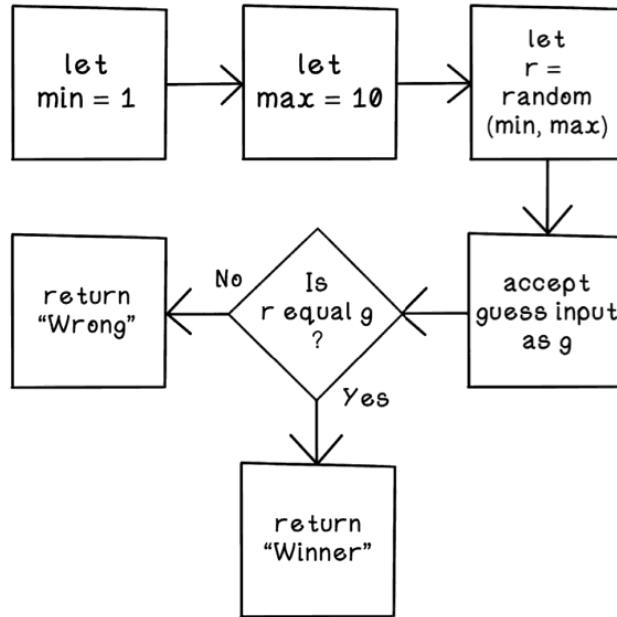 let
min = 1
let
max = 10
let
r =
random
(min, max)
accept
guess input
as g
Is
r equal g
?
No
return
“Wrong”
Yes
return
“Winner”